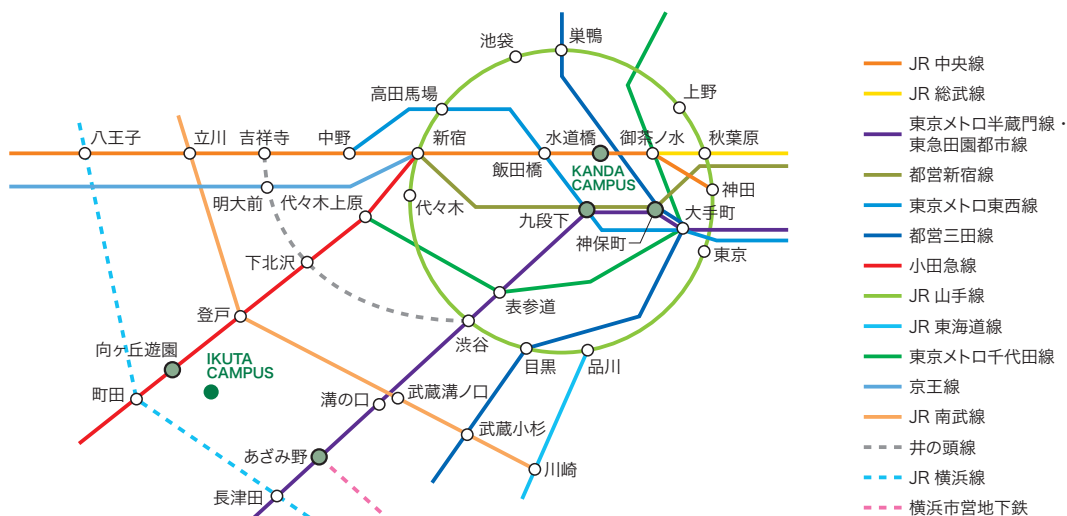 池袋
巣鴨
高田馬場
上野
八王子
立川
吉祥寺
中野
新宿
水道橋
御茶ノ水
秋葉原
飯田橋
KANDA
CAMPUS
神田
明大前
代々木上原
代々木
九段下
神保町
大手町
下北沢
東京
登戸
表参道
渋谷
向ヶ丘遊園
IKUTA
CAMPUS
目黒
品川
町田
溝の口
武蔵溝ノ口
武蔵小杉
あざみ野
川崎
長津田
JR 中央線
JR 総武線
東京メトロ半蔵門線・
東急田園都市線
都営新宿線
東京メトロ東西線
都営三田線
小田急線
JR 山手線
JR 東海道線
東京メトロ千代田線
京王線
JR 南武線
井の頭線
JR 横浜線
横浜市営地下鉄